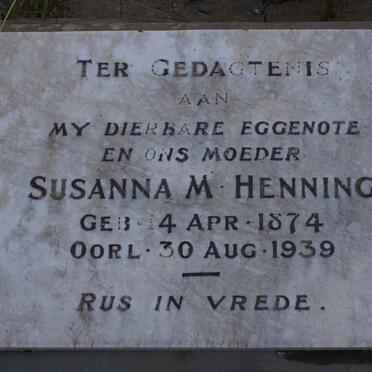 TER GEDAGTENIS
AAN
MY DIERBARE EGGENOTE
EN ONS MOEDER
SUSANNA M. HENNING
GEB. 14 APR. 1874
OORL. 30 AUG. 1939
RUS IN VREDE.